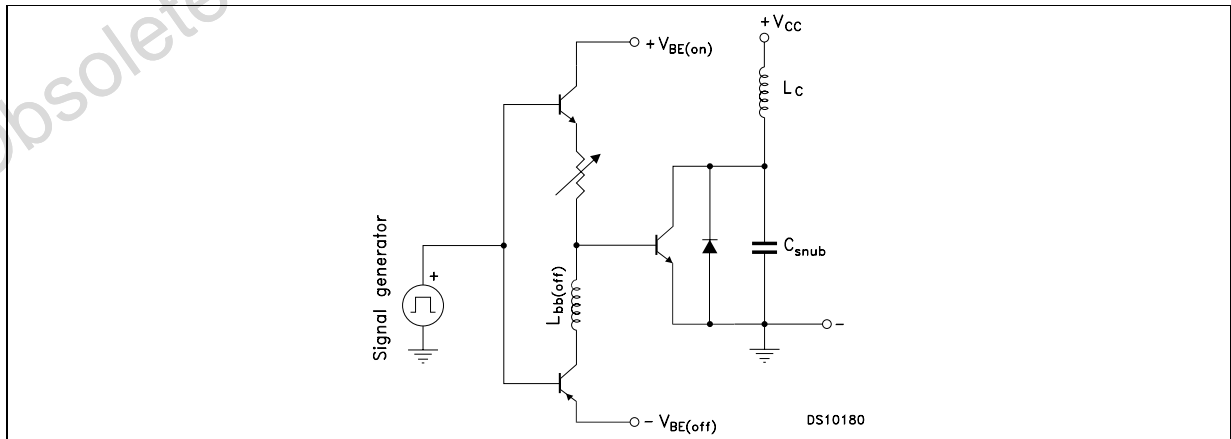 obsolete
+ VBE(on)
+ VCC
LC
Signal generator
+
Lbb(off)
Csnub
-
- VBE(off)
DS10180